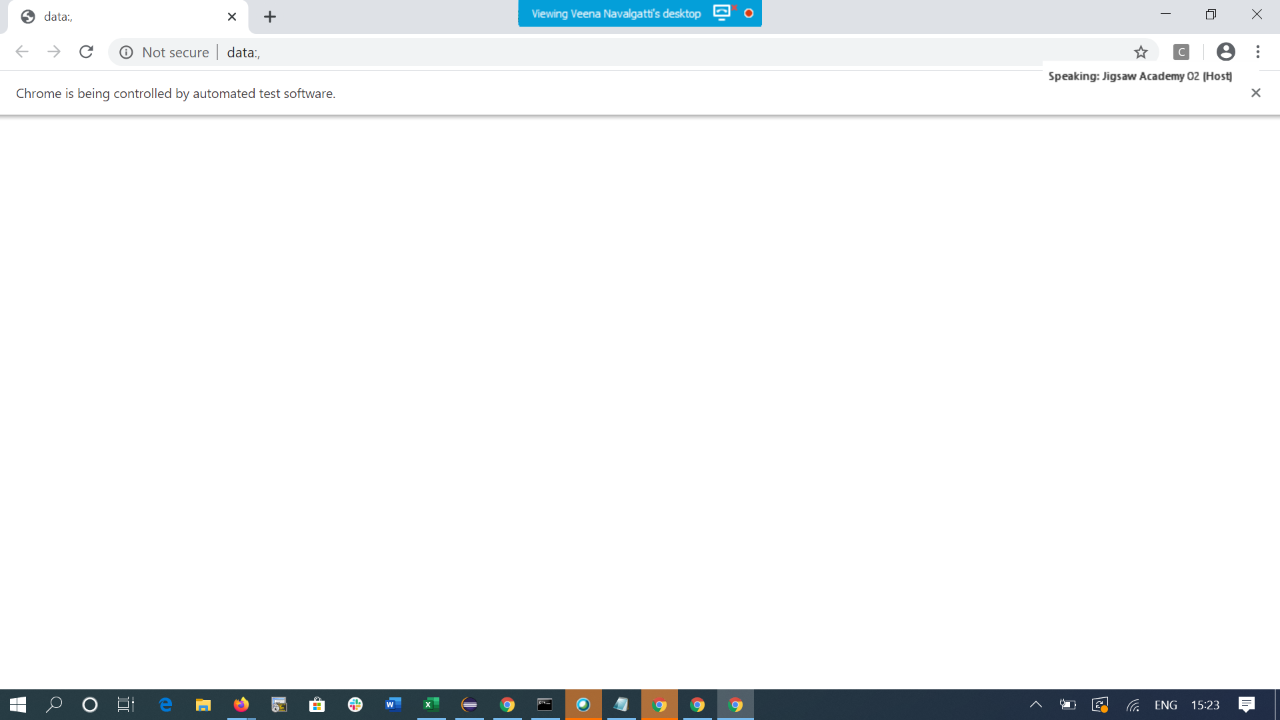 data:,
Viewing Veena Navalgatti's desktop
Not secure data:,
C
Speaking: Jigsaw Academy 02 (Host)
Chrome is being controlled by automated test software.
ENG 15:23